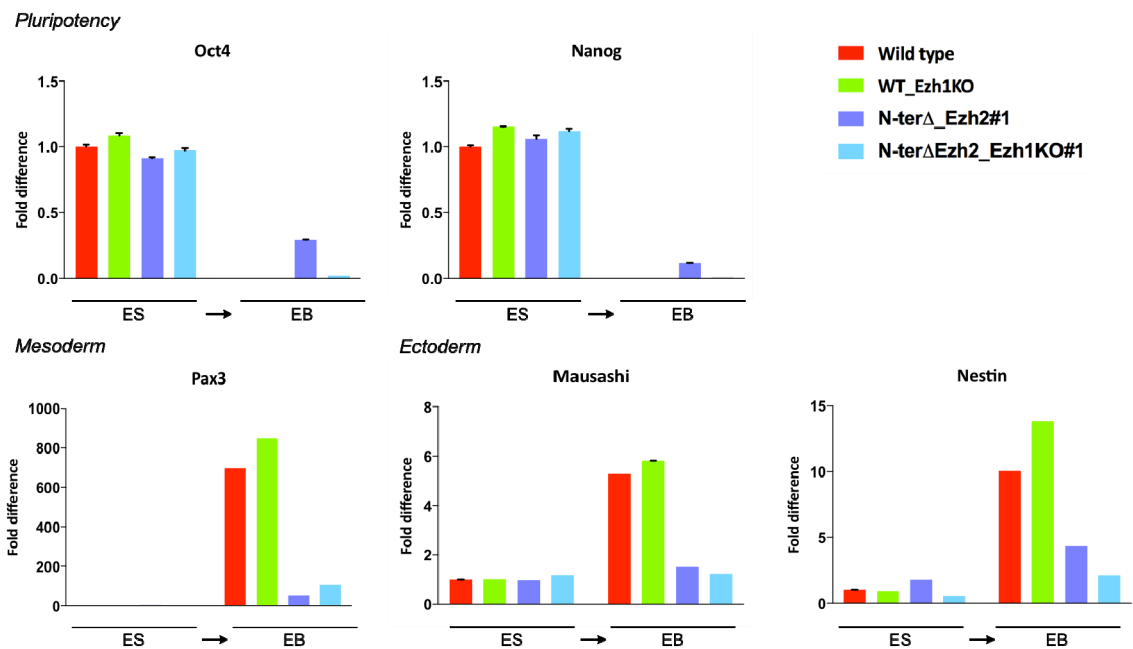 Pluripotency
Oct4
Fold difference
1.5
1.0
0.5
0.0
ES
EB
Nanog
Fold difference
1.5
1.0
0.5
0.0
ES
EB
Wild type
WT_Ezh1KO
N-terΔ_Ezh2#1
N-terΔEzh2_Ezh1KO#1
Mesoderm
Pax3
Fold difference
1000
800
600
400
200
0
ES
EB
Ectoderm
Mausashi
Fold difference
8
6
4
2
0
ES
EB
Nestin
Fold difference
15
10
5
0
ES
EB